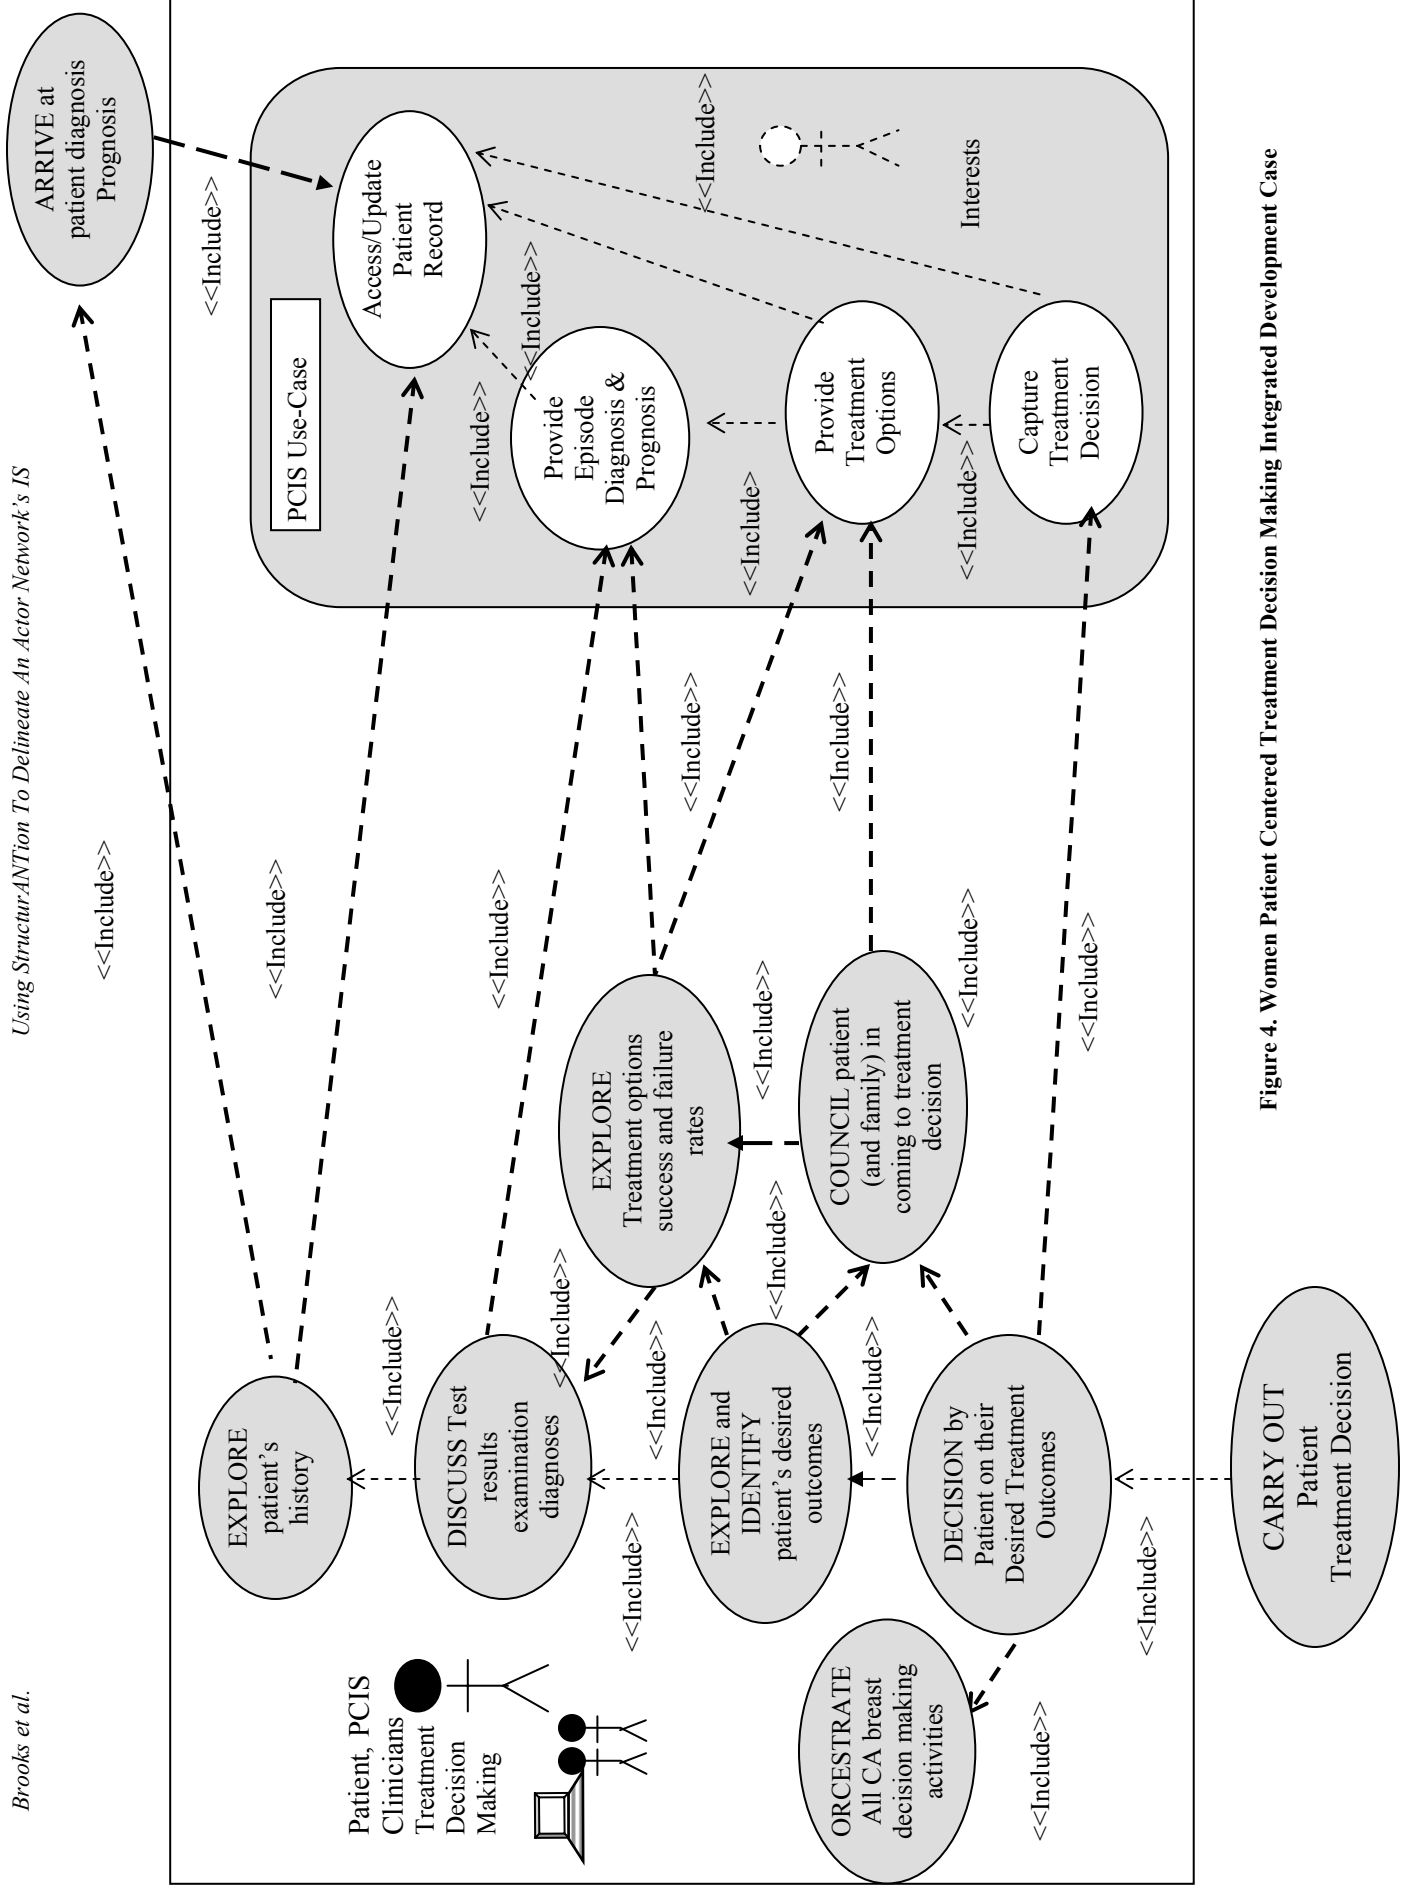 Brooks et al.
Using StructurANTion To Delineate An Actor Network's IS
ARRIVE at
patient diagnosis
Prognosis
<<Include>>
<<Include>>
EXPLORE
patient's
history
<<Include>>
PCIS Use-Case
Access/Update
Patient
Record
Patient, PCIS
Clinicians
Treatment
Decision
Making
<<Include>>
DISCUSS Test
results
examination
diagnoses
<<Include>>
<<Include>>
<<Include>>
Provide
Episode
Diagnosis &
Prognosis
<<Include>>
EXPLORE
Treatment options
success and failure
rates
<<Include>>
<<Include>>
<<Include>>
<<Include>>
EXPLORE and
IDENTIFY
patient's desired
outcomes
<<Include>>
<<Include>>
<<Include>
Provide
Treatment
Options
<<Include>>
COUNCIL patient
(and family) in
coming to treatment
decision
<<Include>>
ORCESTRATE
All CA breast
decision making
activities
DECISION by
Patient on their
Desired Treatment
Outcomes
<<Include>>
<<Include>>
Interests
Capture
Treatment
Decision
<<Include>>
<<Include>>
<<Include>>
CARRY OUT
Patient
Treatment Decision
Figure 4. Women Patient Centered Treatment Decision Making Integrated Development Case